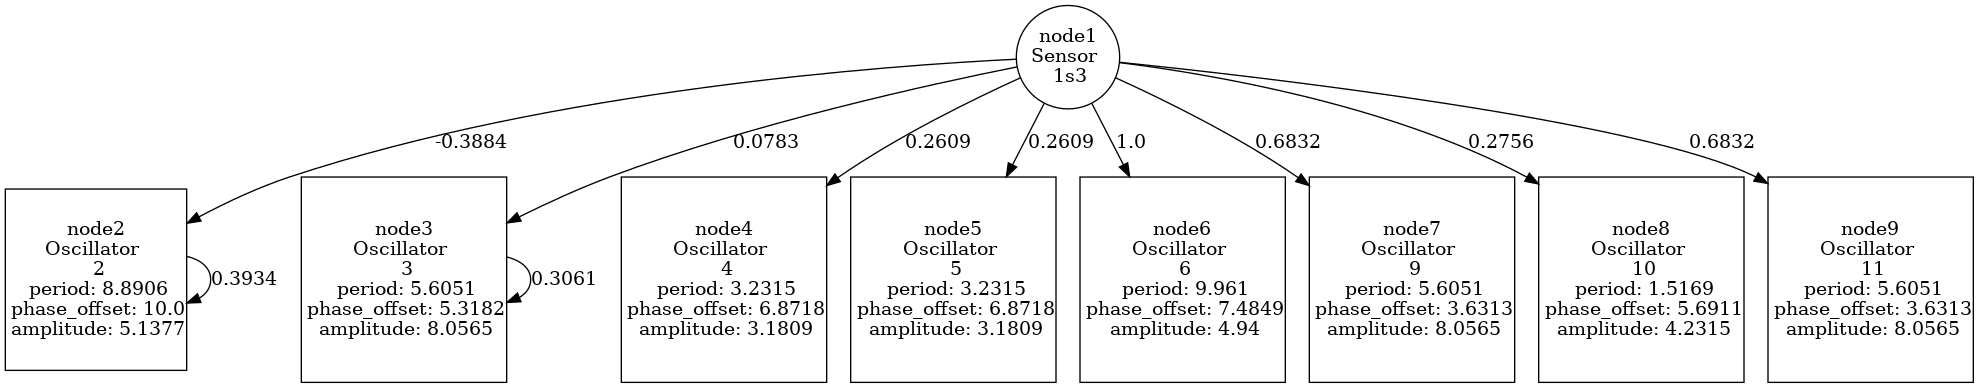 node1
Sensor
1s3
-0.3884
0.0783
0.2609
0.2609
1.0
0.6832
0.2756
0.6832
node2
Oscillator
2
period: 8.8906
phase_offset: 10.0
amplitude: 5.1377
0.3934
node3
Oscillator
3
period: 5.6051
phase_offset: 5.3182
amplitude: 8.0565
0.3061
node4
Oscillator
4
period: 3.2315
phase_offset: 6.8718
amplitude: 3.1809
node5
Oscillator
5
period: 3.2315
phase_offset: 6.8718
amplitude: 3.1809
node6
Oscillator
6
period: 9.961
phase_offset: 7.4849
amplitude: 4.94
node7
Oscillator
9
period: 5.6051
phase_offset: 3.6313
amplitude: 8.0565
node8
Oscillator
10
period: 1.5169
phase_offset: 5.6911
amplitude: 4.2315
node9
Oscillator
11
period: 5.6051
phase_offset: 3.6313
amplitude: 8.0565